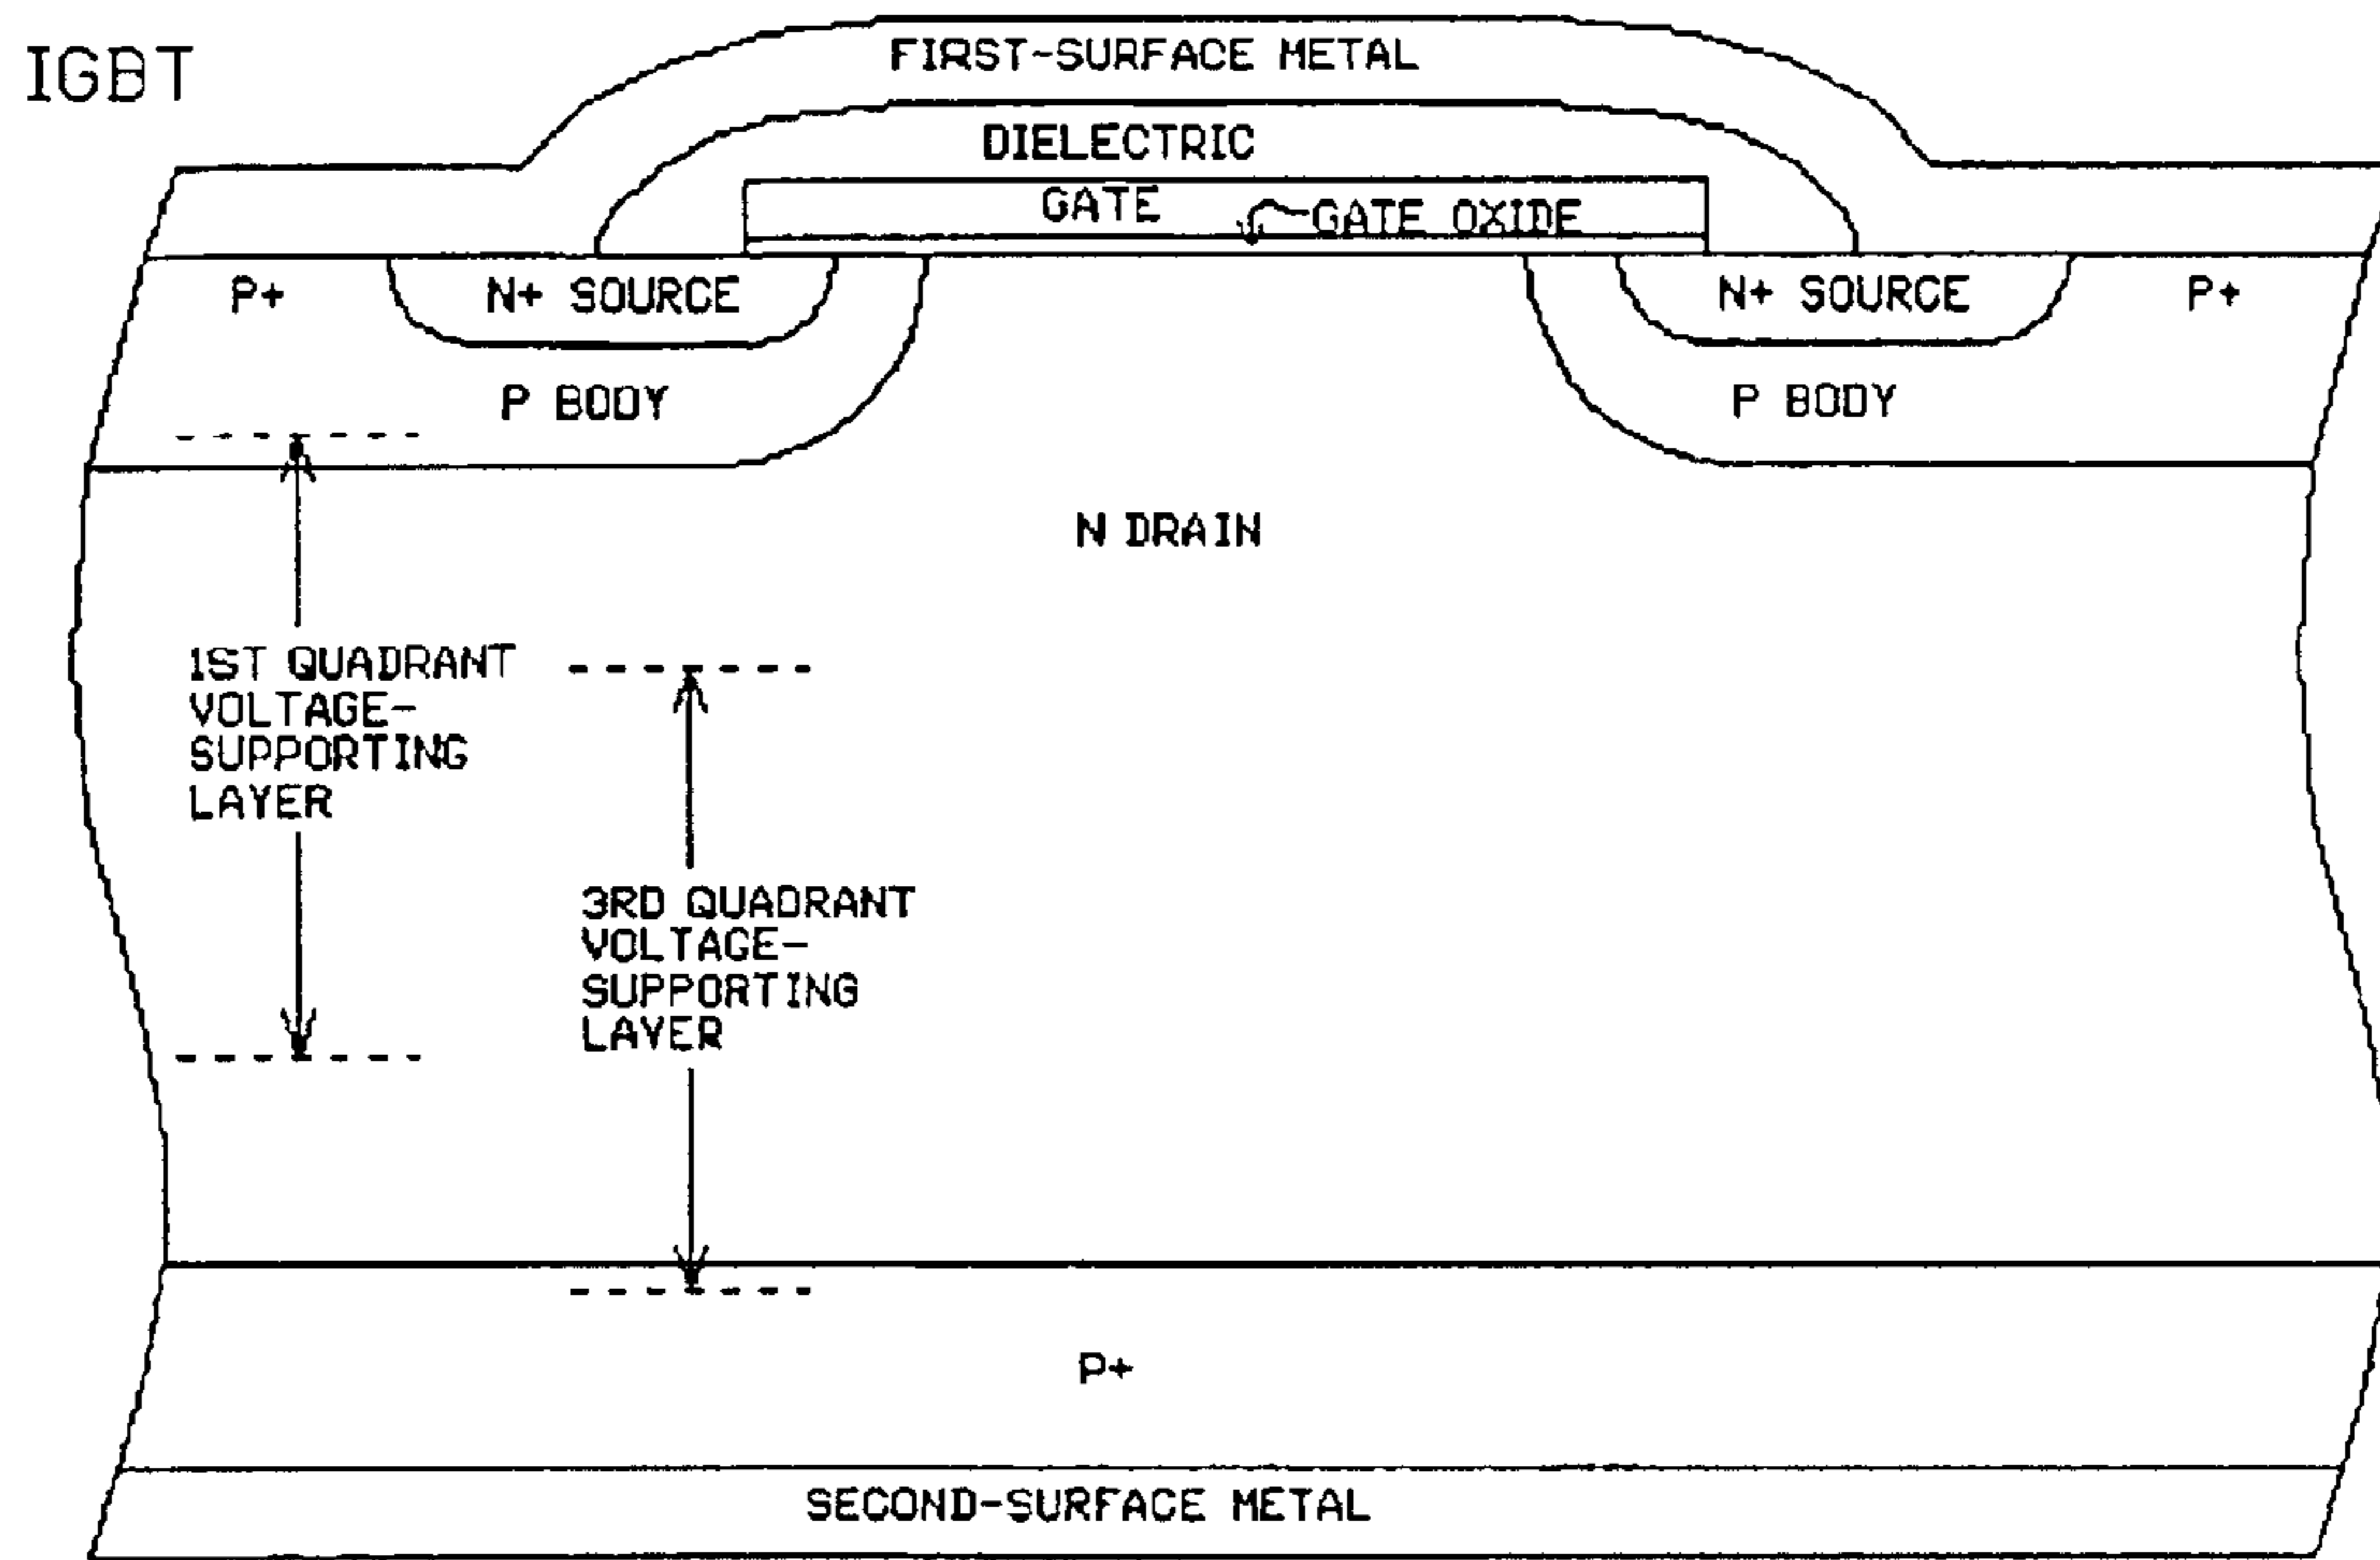 IGBT
FIRST-SURFACE METAL
DIELECTRIC
GATE
GATE OXIDE
P+
N+ SOURCE
N+ SOURCE
P+
P BODY
P BODY
N DRAIN
1ST QUADRANT
VOLTAGE-
SUPPORTING
LAYER
3RD QUADRANT
VOLTAGE-
SUPPORTING
LAYER
P+
SECOND-SURFACE METAL